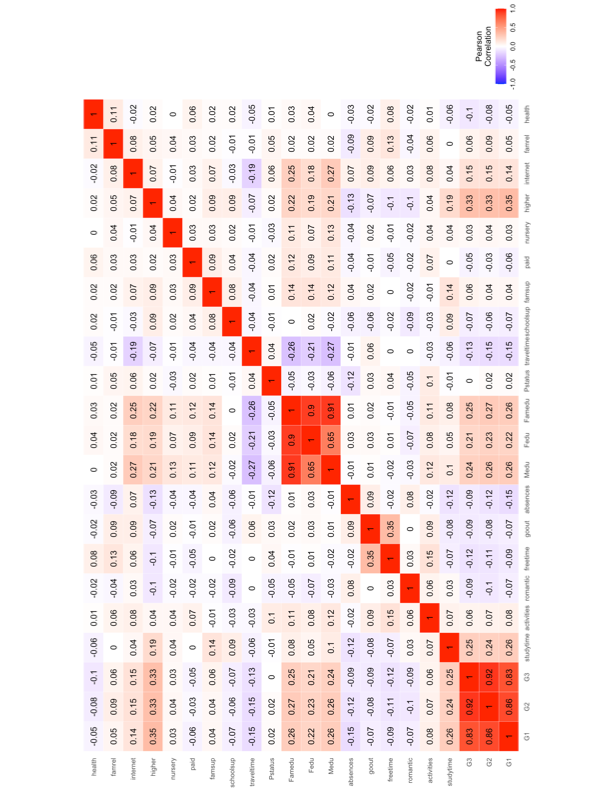 health -0.05 -0.08 -0.1 -0.06 0.01 -0.02 0.08 -0.02 -0.03 0 0.04 0.03 0.01 -0.05 0.02 0.02 0.06 0 0.02 -0.02 0.11 1
famrel 0.05 0.09 0.06 0 0.06 -0.04 0.13 0.09 -0.09 0.02 0.02 0.02 0.05 -0.01 -0.01 0.02 0.03 0.04 0.05 0.08 1 0.11
internet 0.14 0.15 0.15 0.04 0.08 0.03 0.06 0.09 0.07 0.27 0.18 0.25 0.06 -0.19 -0.03 0.07 0.03 -0.01 0.07 1 0.08 -0.02
higher 0.35 0.33 0.33 0.19 0.04 -0.1 -0.1 -0.07 -0.13 0.21 0.19 0.22 0.02 -0.07 0.09 0.09 0.02 0.04 1 0.07 0.05 0.02
nursery 0.03 0.04 0.03 0.04 0.04 -0.02 -0.01 0.02 -0.04 0.13 0.07 0.11 -0.03 -0.01 0.02 0.03 0.03 1 0.04 -0.01 0.04 0
paid -0.06 -0.03 -0.05 0 0.07 -0.02 -0.05 -0.01 -0.04 0.11 0.09 0.12 0.02 -0.04 0.04 0.09 1 0.03 0.02 0.03 0.03 0.06
famsup 0.04 0.04 0.06 0.14 -0.01 -0.02 0 0.02 0.04 0.12 0.14 0.14 0.01 -0.04 0.08 1 0.09 0.03 0.09 0.07 0.02 0.02
schoolsup -0.07 -0.06 -0.07 0.09 -0.03 -0.09 -0.02 -0.06 -0.06 -0.02 0.02 0 -0.01 -0.04 1 0.08 0.04 0.02 0.09 -0.03 -0.01 0.02
traveltime -0.15 -0.15 -0.13 -0.06 -0.03 0 0 0.06 -0.01 -0.27 -0.21 -0.26 0.04 1 -0.04 -0.04 -0.04 -0.01 -0.07 -0.19 -0.01 -0.05
Pstatus 0.02 0.02 0 -0.01 0.1 -0.05 0.04 0.03 -0.12 -0.06 -0.03 -0.05 1 0.04 -0.01 0.01 0.02 -0.03 0.02 0.06 0.05 0.01
Famedu 0.26 0.27 0.25 0.08 0.11 -0.05 -0.01 0.02 0.01 0.91 0.9 1 -0.05 -0.26 0 0.14 0.12 0.11 0.22 0.25 0.02 0.03
Fedu 0.22 0.23 0.21 0.05 0.08 -0.07 0.01 0.03 0.03 0.65 1 0.9 -0.03 -0.21 0.02 0.14 0.09 0.07 0.19 0.18 0.02 0.04
Medu 0.26 0.26 0.24 0.1 0.12 -0.03 -0.02 0.01 -0.01 1 0.65 0.91 -0.06 -0.27 -0.02 0.12 0.11 0.13 0.21 0.27 0.02 0
absences -0.15 -0.12 -0.09 -0.12 -0.02 0.08 -0.02 0.09 1 -0.01 0.03 0.01 -0.12 -0.01 -0.06 0.04 -0.04 -0.04 -0.13 0.07 -0.09 -0.03
goout -0.07 -0.08 -0.09 -0.08 0.09 0 0.35 1 0.09 0.01 0.03 0.02 0.03 0.06 -0.06 0.02 -0.01 0.02 -0.07 0.09 0.09 -0.02
freetime -0.09 -0.11 -0.12 -0.07 0.15 0.03 1 0.35 -0.02 -0.02 0.01 -0.01 0.04 0 -0.02 0 -0.05 -0.01 -0.1 0.06 0.13 0.08
romantic -0.07 -0.1 -0.09 0.03 0.06 1 0.03 0 0.08 -0.03 -0.07 -0.05 -0.05 0 -0.09 -0.02 -0.02 -0.02 -0.1 0.03 -0.04 -0.02
activities 0.08 0.07 0.06 0.07 1 0.06 0.15 0.09 -0.02 0.12 0.08 0.11 0.1 -0.03 -0.03 -0.01 0.07 0.04 0.04 0.08 0.06 0.01
studytime 0.26 0.24 0.25 1 0.07 0.03 -0.07 -0.08 -0.12 0.1 0.05 0.08 -0.01 -0.06 0.09 0.14 0 0.04 0.19 0.04 0 -0.06
G3 0.83 0.92 1 0.25 0.06 -0.09 -0.12 -0.09 -0.09 0.24 0.21 0.25 0 -0.13 -0.07 0.06 -0.05 0.03 0.33 0.15 0.06 -0.1
G2 0.86 1 0.92 0.24 0.07 -0.1 -0.11 -0.08 -0.12 0.26 0.23 0.27 0.02 -0.15 -0.06 0.04 -0.03 0.04 0.33 0.15 0.09 -0.08
G1 1 0.86 0.83 0.26 0.08 -0.07 -0.09 -0.07 -0.15 0.26 0.22 0.26 0.02 -0.15 -0.07 0.04 -0.06 0.03 0.35 0.14 0.05 -0.05
G1 G2 G3 studytime activities romantic freetime goout absences Medu Fedu Famedu Pstatus traveltime schoolsup famsup paid nursery higher internet famrel health
Pearson
Correlation
-1.0 -0.5 0.0 0.5 1.0